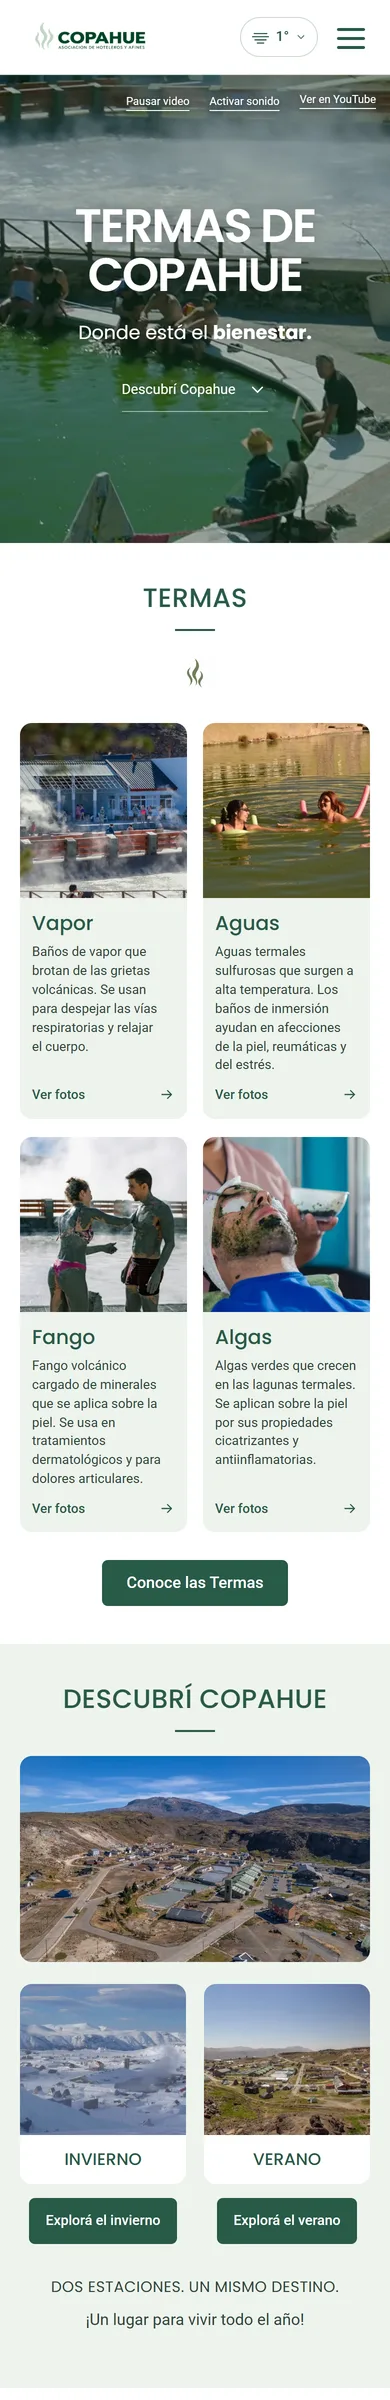 COPAHUE
ASOCIACIÓN DE HOTELEROS Y AFINES
1°
Pausar video
Activar sonido
Ver en YouTube
TERMAS DE
COPAHUE
Donde está el bienestar.
Descubrí Copahue
TERMAS
Vapor
Baños de vapor que
brotan de las grietas
volcánicas. Se usan
para despejar las vías
respiratorias y relajar
el cuerpo.
Ver fotos
Aguas
Aguas termales
sulfurosas que surgen a
alta temperatura. Los
baños de inmersión
ayudan en afecciones
de la piel, reumáticas y
del estrés.
Ver fotos
Fango
Fango volcánico
cargado de minerales
que se aplica sobre la
piel. Se usa en
tratamientos
dermatológicos y para
dolores articulares.
Ver fotos
Algas
Algas verdes que crecen
en las lagunas termales.
Se aplican sobre la piel
por sus propiedades
cicatrizantes y
antiinflamatorias.
Ver fotos
Conoce las Termas
DESCUBRÍ COPAHUE
INVIERNO
Explorá el invierno
VERANO
Explorá el verano
DOS ESTACIONES. UN MISMO DESTINO.
¡Un lugar para vivir todo el año!